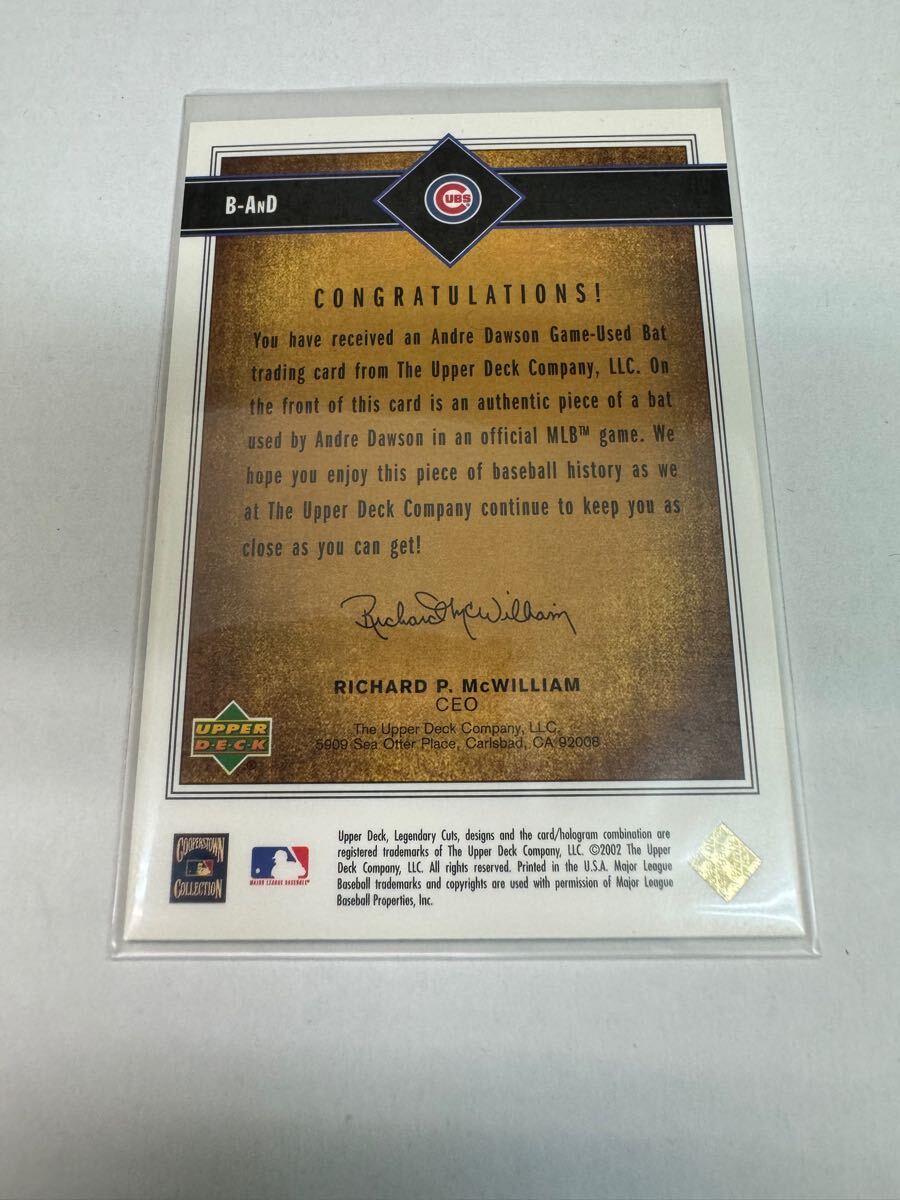 B-AnD
CUBS
CONGRATULATIONS!
You have received an Andre Dawson Game-Used Bat
trading card from The Upper Deck Company, LLC. On
the front of this card is an authentic piece of a bat
used by Andre Dawson in an official MLB™ game. We
hope you enjoy this piece of baseball history as we
at The Upper Deck Company continue to keep you as
close as you can get!
Richard McWilliam
RICHARD P. McWILLIAM
CEO
The Upper Deck Company, LLC.
5909 Sea Otter Place, Carlsbad, CA 92008
UPPER
D·E·C·K
®
COOPERSTOWN
COLLECTION
MAJOR LEAGUE BASEBALL®
Upper Deck, Legendary Cuts, designs and the card/hologram combination are
registered trademarks of The Upper Deck Company, LLC. ©2002 The Upper
Deck Company, LLC. All rights reserved. Printed in the U.S.A. Major League
Baseball trademarks and copyrights are used with permission of Major League
Baseball Properties, Inc.